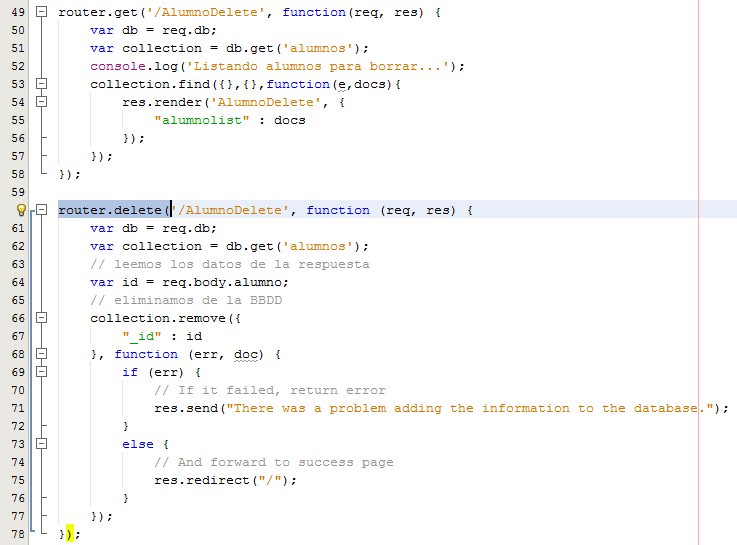 49 router.get('/AlumnoDelete', function(req, res) {
50     var db = req.db;
51     var collection = db.get('alumnos');
52     console.log('Listando alumnos para borrar...');
53     collection.find({},{},function(e,docs){
54         res.render('AlumnoDelete', {
55             "alumnolist" : docs
56         });
57     });
58 });
59
router.delete('/AlumnoDelete', function (req, res) {
61     var db = req.db;
62     var collection = db.get('alumnos');
63     // leemos los datos de la respuesta
64     var id = req.body.alumno;
65     // eliminamos de la BBDD
66     collection.remove({
67         "_id" : id
68     }, function (err, doc) {
69         if (err) {
70             // If it failed, return error
71             res.send("There was a problem adding the information to the database.");
72         }
73         else {
74             // And forward to success page
75             res.redirect("/");
76         }
77     });
78 });